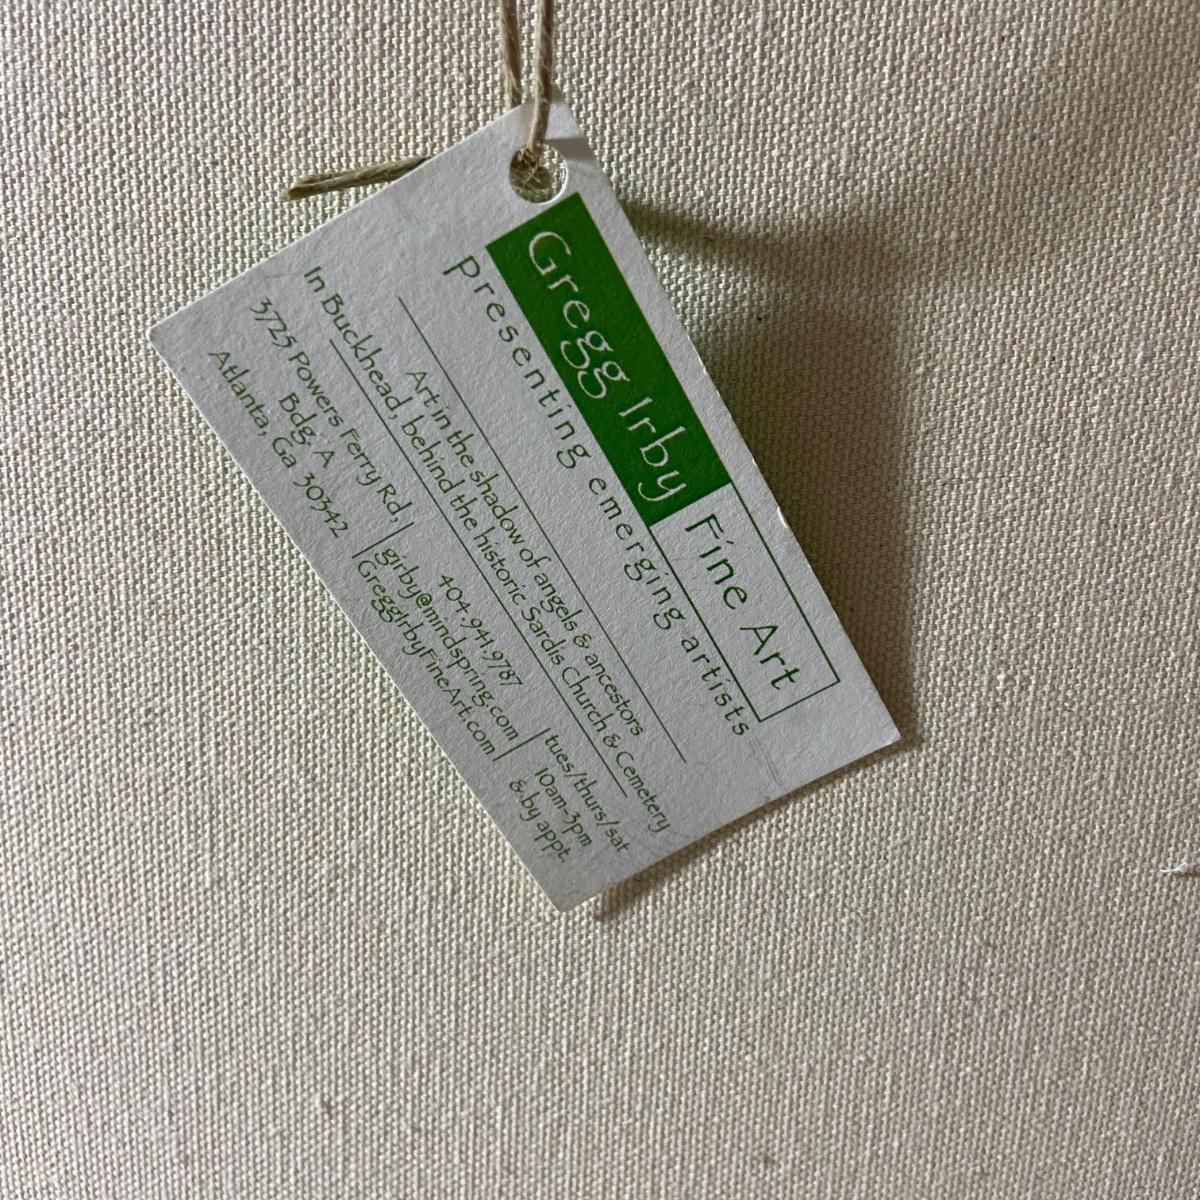 Gregg Irby Fine Art
presenting emerging artists
Art in the shadow of angels & ancestors
In Buckhead, behind the historic Sardis Church & Cemetery
3725 Powers Ferry Rd,
Bdg. A
Atlanta, Ga 30342
404.941.9787
girby@mindspring.com
GreggIrbyFineArt.com
tues/thurs/sat
10am-3pm
& by appt.